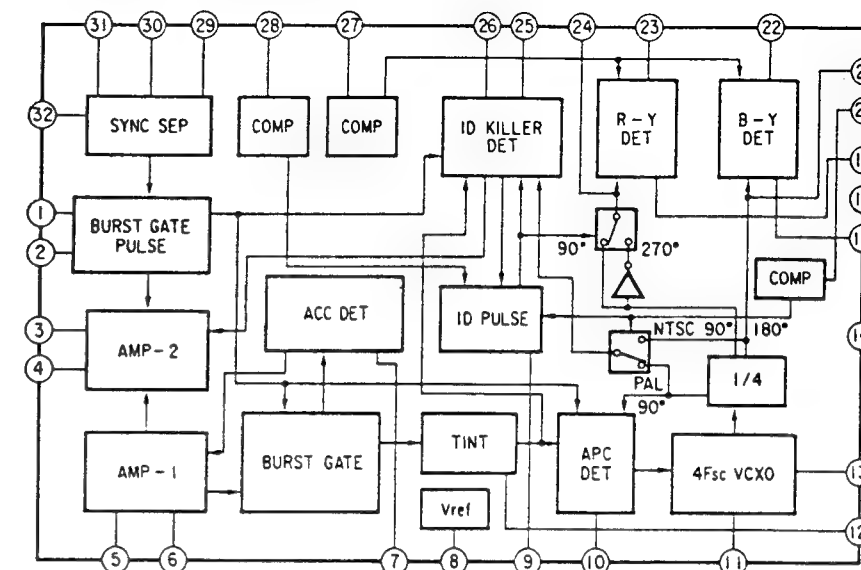 31 30 29 28 27 26 25 24 23 22
32
SYNC SEP
COMP
COMP
ID KILLER
DET
R-Y
DET
B-Y
DET
1
2
BURST GATE
PULSE
90°
270°
COMP
3
4
AMP-2
ACC DET
ID PULSE
NTSC 90°
180°
PAL
90°
1/4
AMP-1
BURST GATE
TINT
APC
DET
4Fsc VCXO
13
Vref
12
5 6 7 8 9 10 11